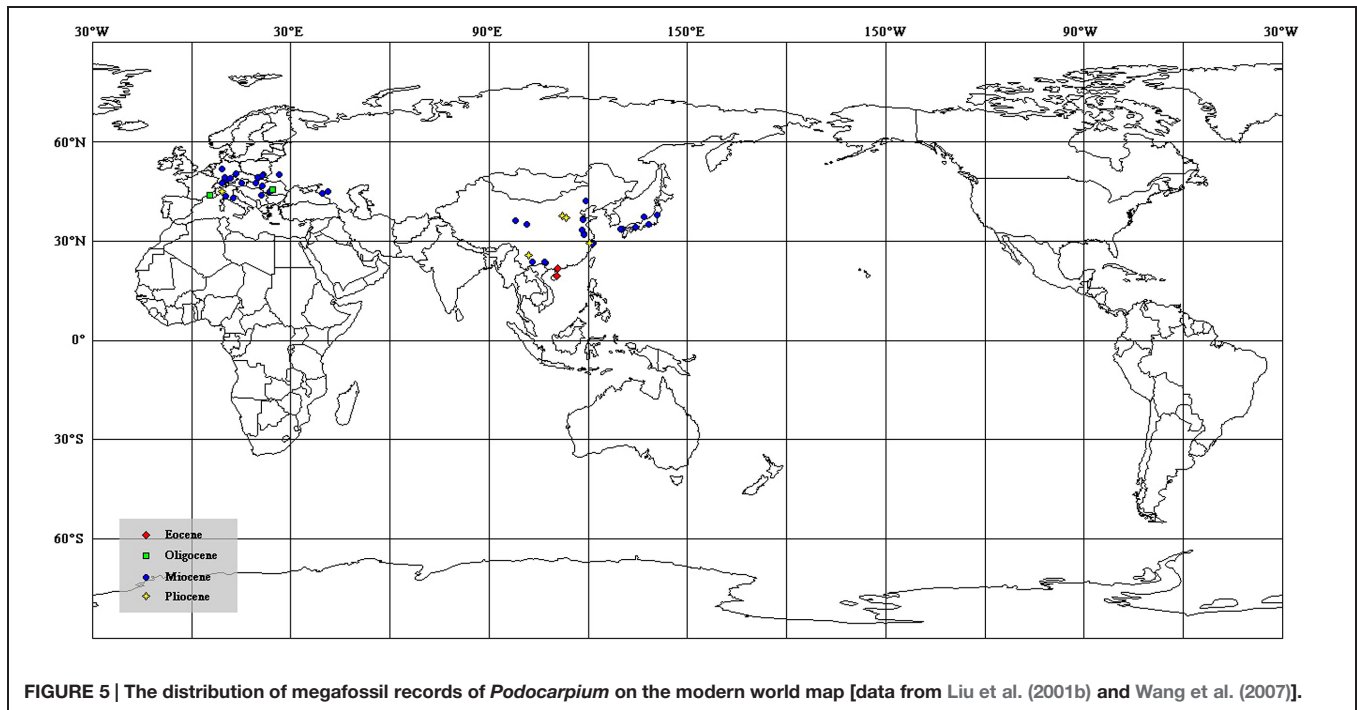 30°W 30°E 90°E 150°E 150°W 90°W 30°W
60°N
30°N
0°
30°S
60°S
Eocene
Oligocene
Miocene
Pliocene
FIGURE 5 | The distribution of megafossil records of Podocarpium on the modern world map [data from Liu et al. (2001b) and Wang et al. (2007)].